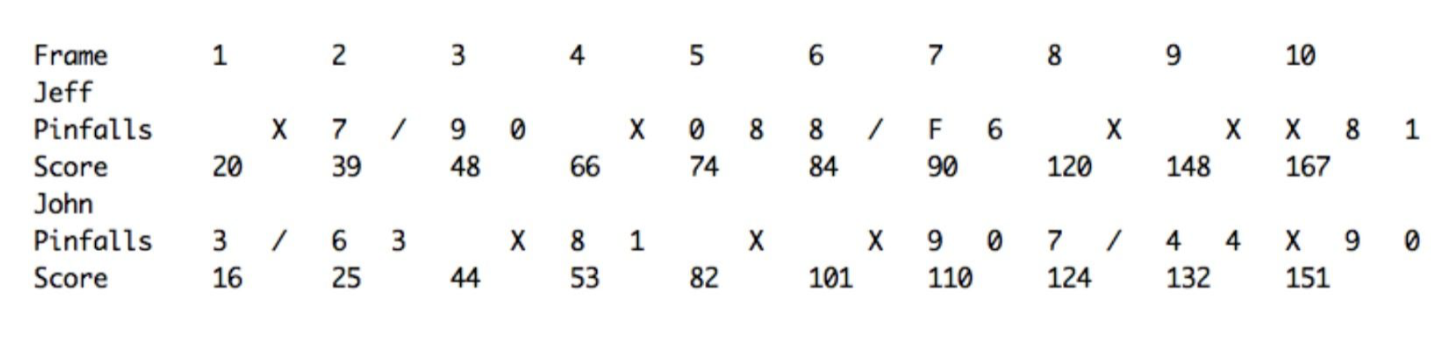 Frame 1 2 3 4 5 6 7 8 9 10
Jeff
Pinfalls X 7 / 9 0 X 0 8 8 / F 6 X X X 8 1
Score 20 39 48 66 74 84 90 120 148 167
John
Pinfalls 3 / 6 3 X 8 1 X X 9 0 7 / 4 4 X 9 0
Score 16 25 44 53 82 101 110 124 132 151